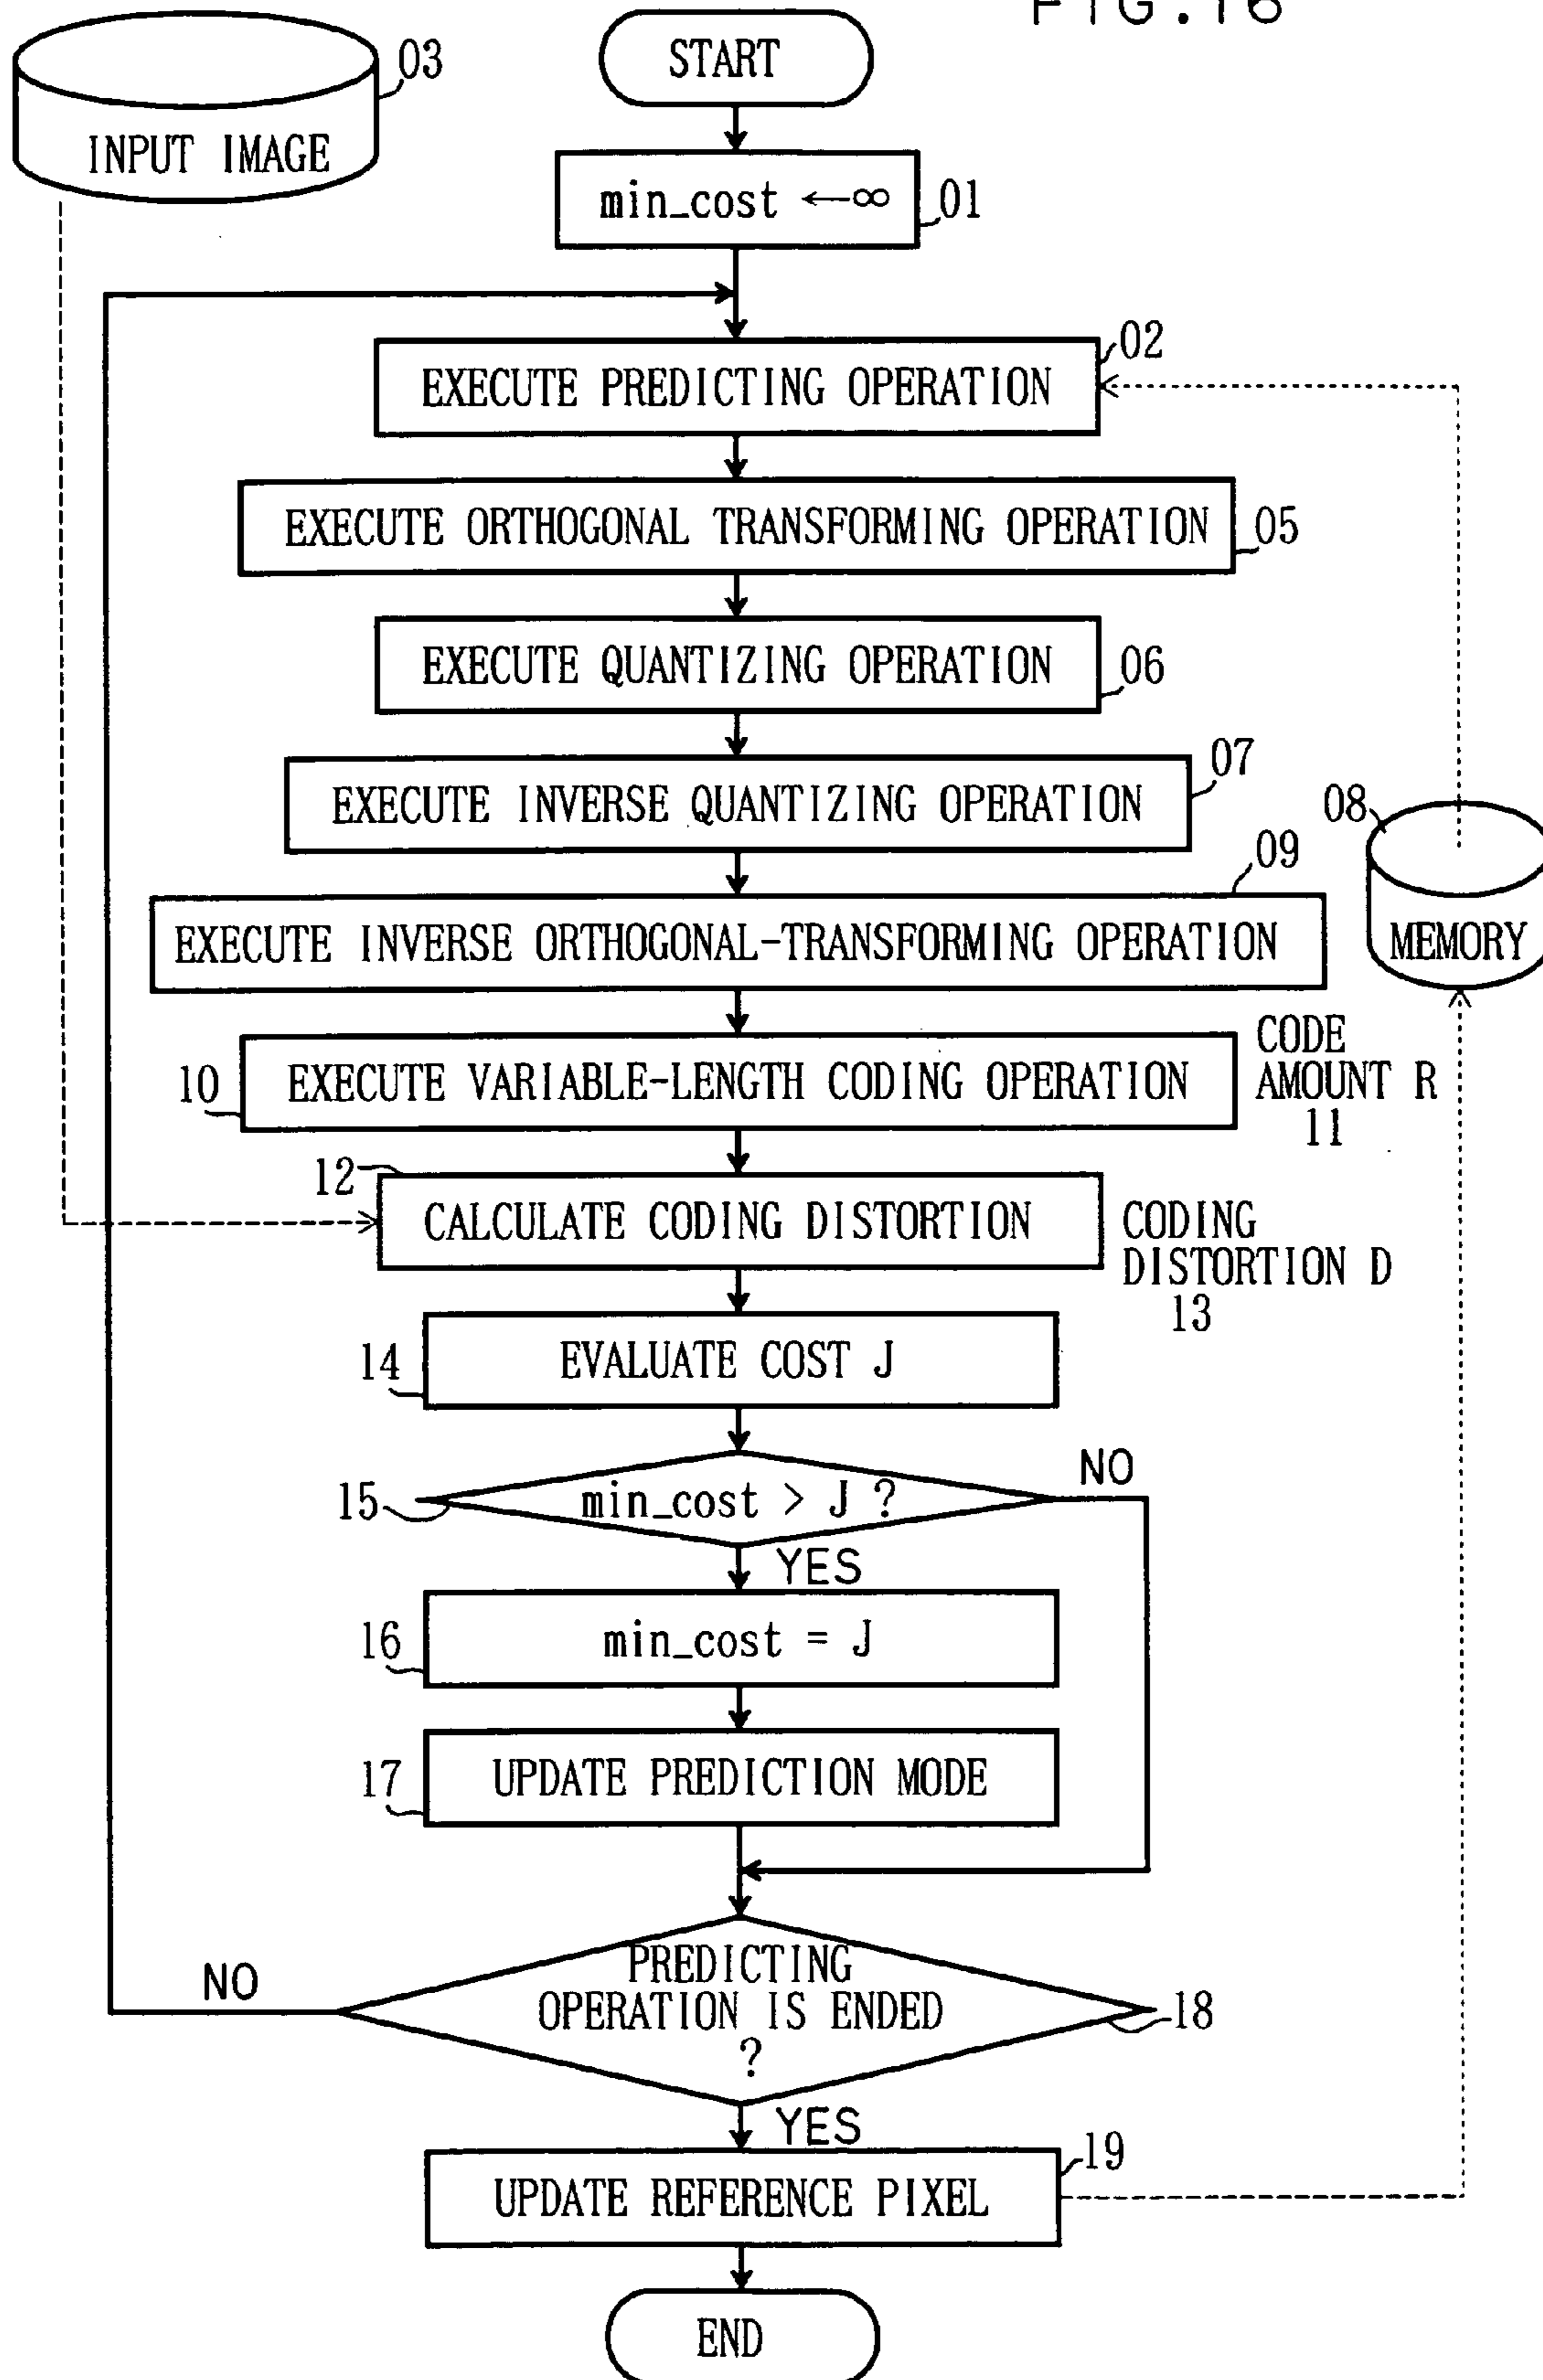 FIG.16
03
INPUT IMAGE
START
min_cost ←∞
01
02
EXECUTE PREDICTING OPERATION
EXECUTE ORTHOGONAL TRANSFORMING OPERATION
05
EXECUTE QUANTIZING OPERATION
06
07
EXECUTE INVERSE QUANTIZING OPERATION
08
MEMORY
09
EXECUTE INVERSE ORTHOGONAL-TRANSFORMING OPERATION
10
EXECUTE VARIABLE-LENGTH CODING OPERATION
CODE
AMOUNT R
11
12
CALCULATE CODING DISTORTION
CODING
DISTORTION D
13
14
EVALUATE COST J
15
min_cost > J ?
NO
YES
16
min_cost = J
17
UPDATE PREDICTION MODE
NO
PREDICTING
OPERATION IS ENDED
?
18
YES
19
UPDATE REFERENCE PIXEL
END